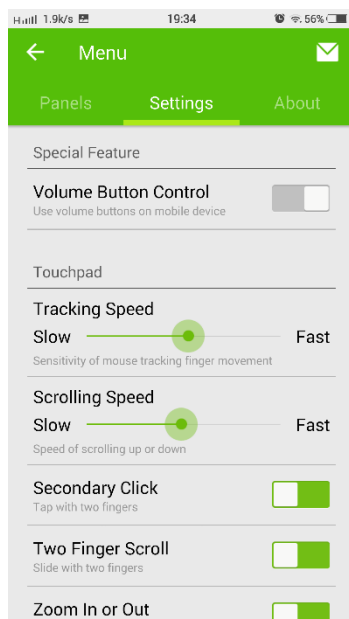 1.9k/s 19:34 56%
Menu
Panels Settings About
Special Feature
Volume Button Control
Use volume buttons on mobile device
Touchpad
Tracking Speed
Slow Fast
Sensitivity of mouse tracking finger movement
Scrolling Speed
Slow Fast
Speed of scrolling up or down
Secondary Click
Tap with two fingers
Two Finger Scroll
Slide with two fingers
Zoom In or Out